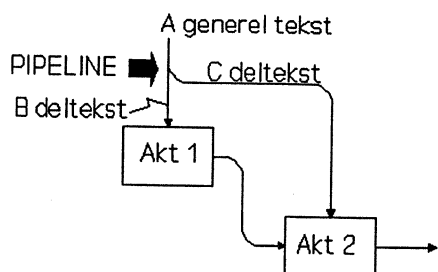 A generel tekst
PIPELINE
C deltekst
B deltekst
Akt 1
Akt 2